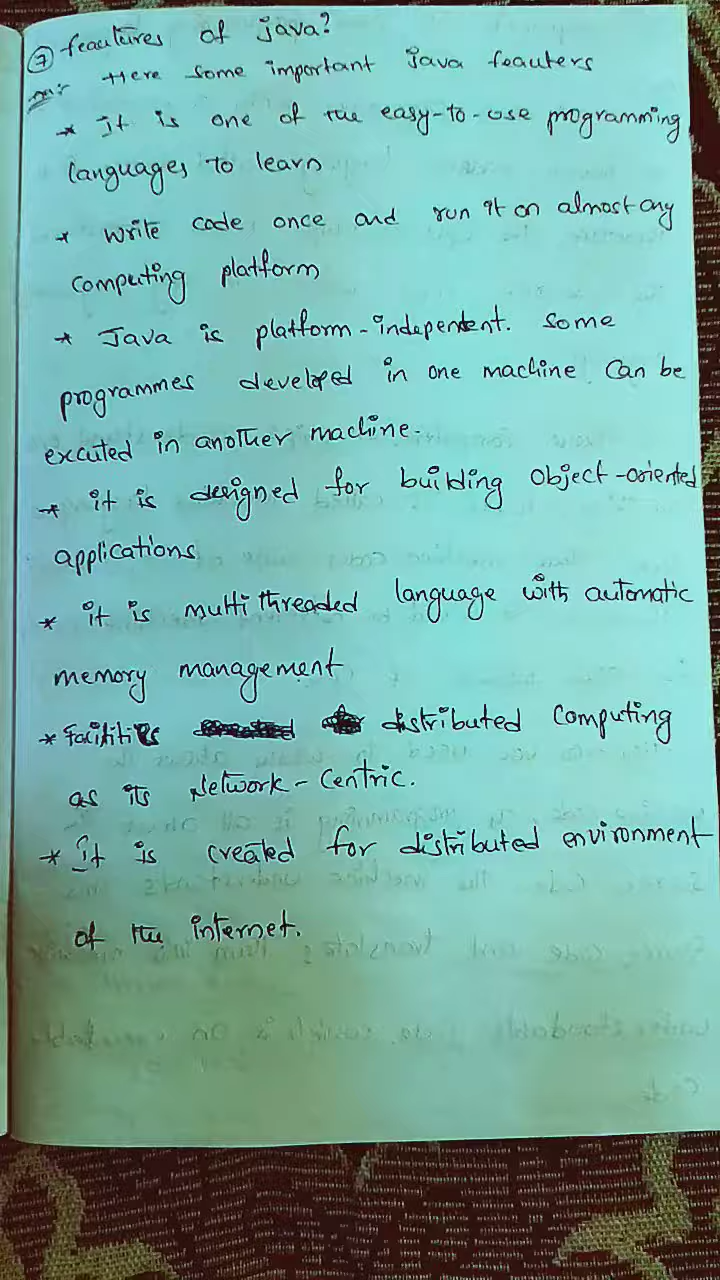 ⑦ feautures of java?
Ans:- Here some important java feauters
* It is one of the easy-to-use programming
languages to learn
* write code once and run it on almost any
computing platform
* Java is platform-independent. some
programmes developed in one machine can be
excuted in another machine.
* it is designed for building object-oriented
applications
* it is multi threaded language with automatic
memory management
* facilities distributed computing
as its Network-Centric.
* It is created for distributed environment
of the internet.